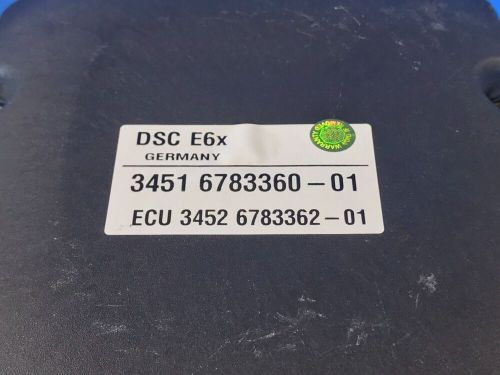 DSC E6x
GERMANY
3451 6783360-01
ECU 3452 6783362-01